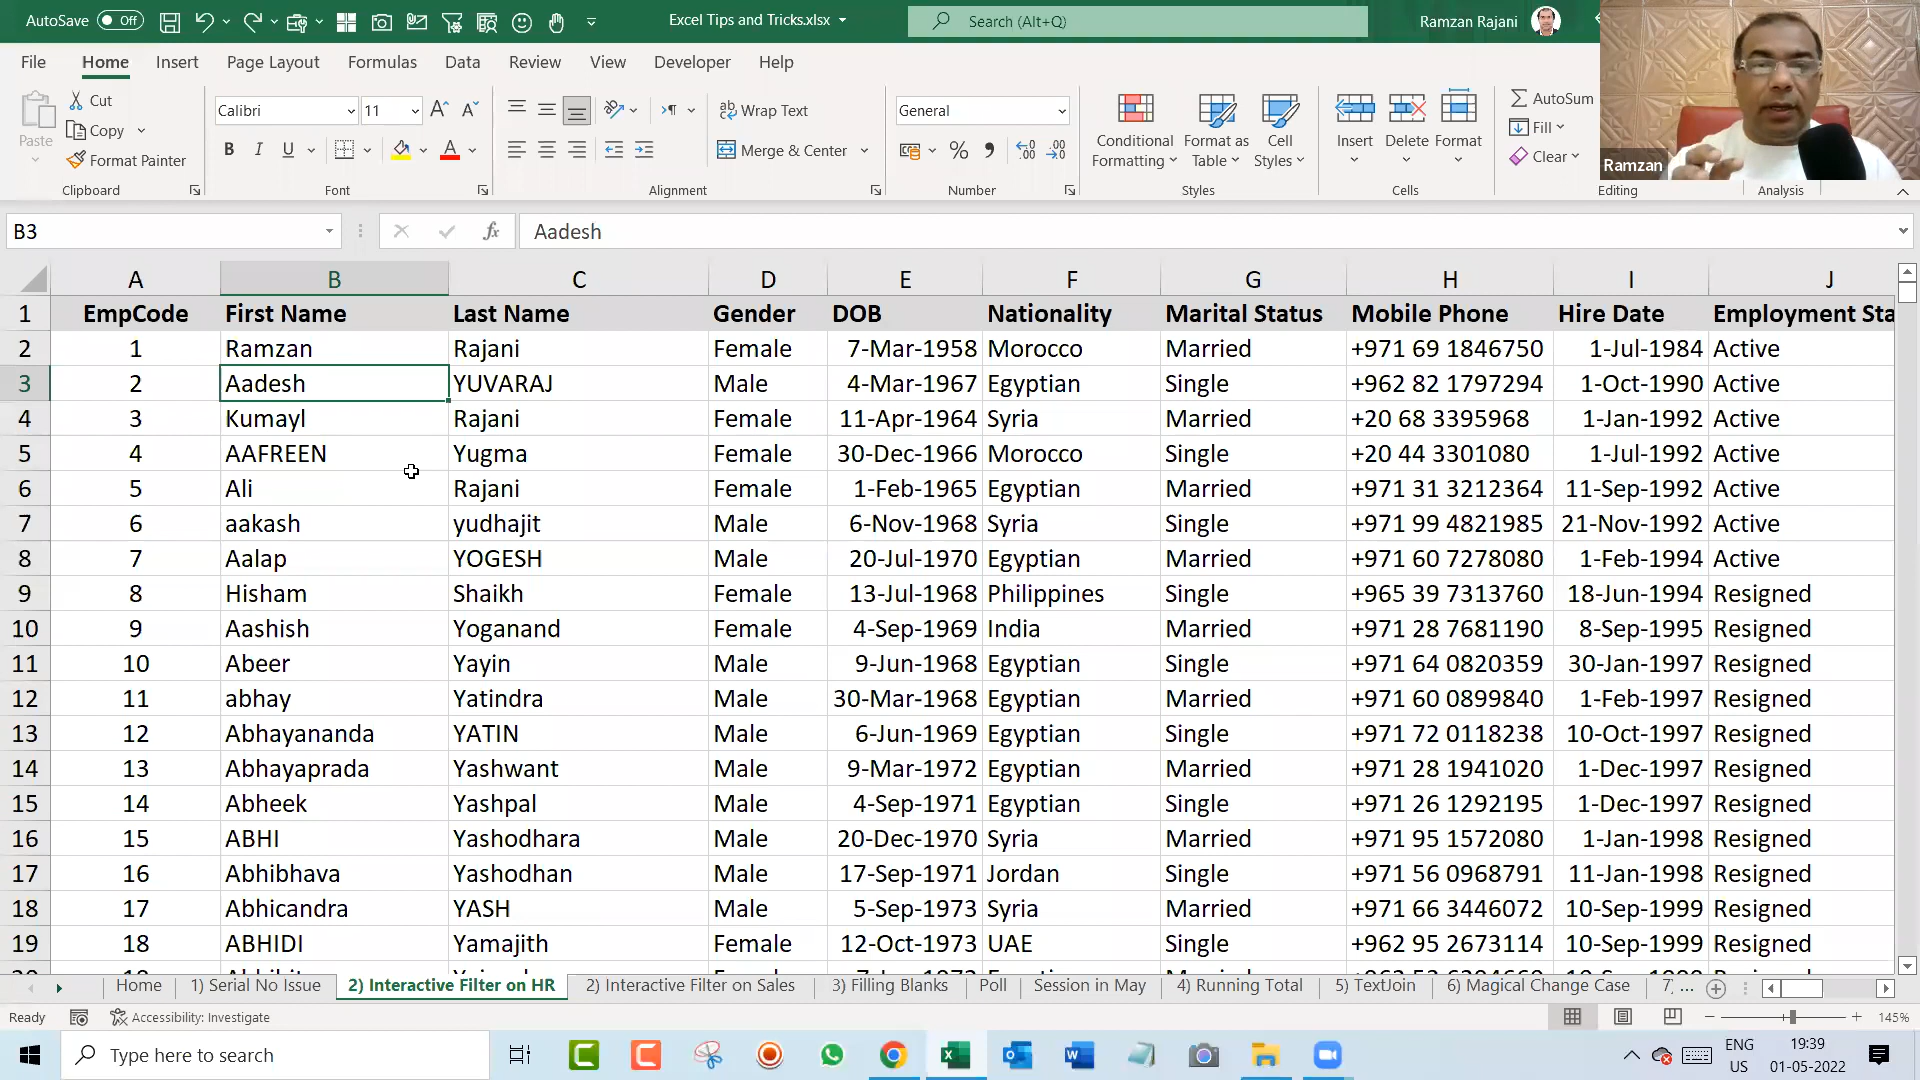 AutoSave Off Excel Tips and Tricks.xlsx Search (Alt+Q) Ramzan Rajani
File Home Insert Page Layout Formulas Data Review View Developer Help
Cut
Copy
Format Painter
Paste
Clipboard
Calibri 11
B I U
Font
Wrap Text
Merge & Center
Alignment
General
Number
Conditional Formatting
Format as Table
Cell Styles
Styles
Insert Delete Format
Cells
AutoSum
Fill
Clear
Editing
Analysis
Ramzan
B3 fx Aadesh
A B C D E F G H I J
1 EmpCode First Name Last Name Gender DOB Nationality Marital Status Mobile Phone Hire Date Employment Sta
2 1 Ramzan Rajani Female 7-Mar-1958 Morocco Married +971 69 1846750 1-Jul-1984 Active
3 2 Aadesh YUVARAJ Male 4-Mar-1967 Egyptian Single +962 82 1797294 1-Oct-1990 Active
4 3 Kumayl Rajani Female 11-Apr-1964 Syria Married +20 68 3395968 1-Jan-1992 Active
5 4 AAFREEN Yugma Female 30-Dec-1966 Morocco Single +20 44 3301080 1-Jul-1992 Active
6 5 Ali Rajani Female 1-Feb-1965 Egyptian Married +971 31 3212364 11-Sep-1992 Active
7 6 aakash yudhajit Male 6-Nov-1968 Syria Single +971 99 4821985 21-Nov-1992 Active
8 7 Aalap YOGESH Male 20-Jul-1970 Egyptian Married +971 60 7278080 1-Feb-1994 Active
9 8 Hisham Shaikh Female 13-Jul-1968 Philippines Single +965 39 7313760 18-Jun-1994 Resigned
10 9 Aashish Yoganand Female 4-Sep-1969 India Married +971 28 7681190 8-Sep-1995 Resigned
11 10 Abeer Yayin Male 9-Jun-1968 Egyptian Single +971 64 0820359 30-Jan-1997 Resigned
12 11 abhay Yatindra Male 30-Mar-1968 Egyptian Married +971 60 0899840 1-Feb-1997 Resigned
13 12 Abhayananda YATIN Male 6-Jun-1969 Egyptian Single +971 72 0118238 10-Oct-1997 Resigned
14 13 Abhayaprada Yashwant Male 9-Mar-1972 Egyptian Married +971 28 1941020 1-Dec-1997 Resigned
15 14 Abheek Yashpal Male 4-Sep-1971 Egyptian Single +971 26 1292195 1-Dec-1997 Resigned
16 15 ABHI Yashodhara Male 20-Dec-1970 Syria Married +971 95 1572080 1-Jan-1998 Resigned
17 16 Abhibhava Yashodhan Male 17-Sep-1971 Jordan Single +971 56 0968791 11-Jan-1998 Resigned
18 17 Abhicandra YASH Male 5-Sep-1973 Syria Married +971 66 3446072 10-Sep-1999 Resigned
19 18 ABHIDI Yamajith Female 12-Oct-1973 UAE Single +962 95 2673114 10-Sep-1999 Resigned
Home 1) Serial No Issue 2) Interactive Filter on HR 2) Interactive Filter on Sales 3) Filling Blanks Poll Session in May 4) Running Total 5) TextJoin 6) Magical Change Case 7) ...
Ready Accessibility: Investigate 145%
Type here to search ENG US 19:39 01-05-2022